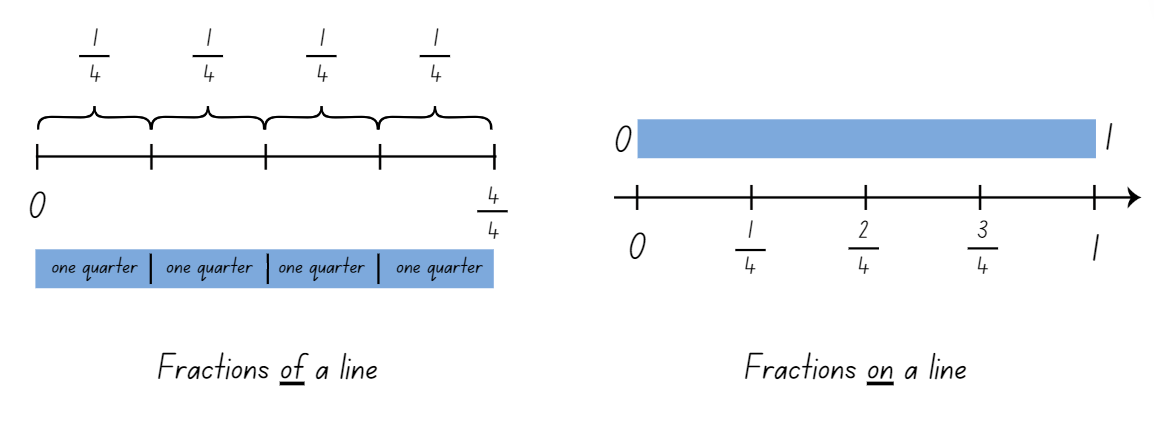 1/4 1/4 1/4 1/4
0 4/4
one quarter one quarter one quarter one quarter
Fractions of a line
0 1
0 1/4 2/4 3/4 1
Fractions on a line